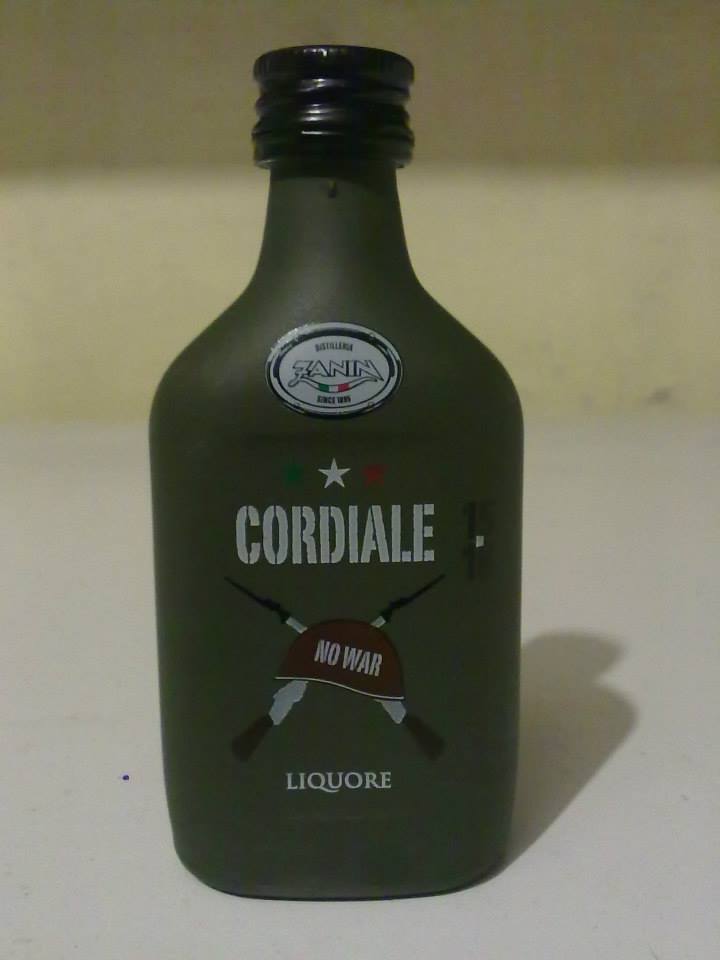 DISTILLERIA
ZANIN
SINCE 1895
CORDIALE
NO WAR
LIQUORE